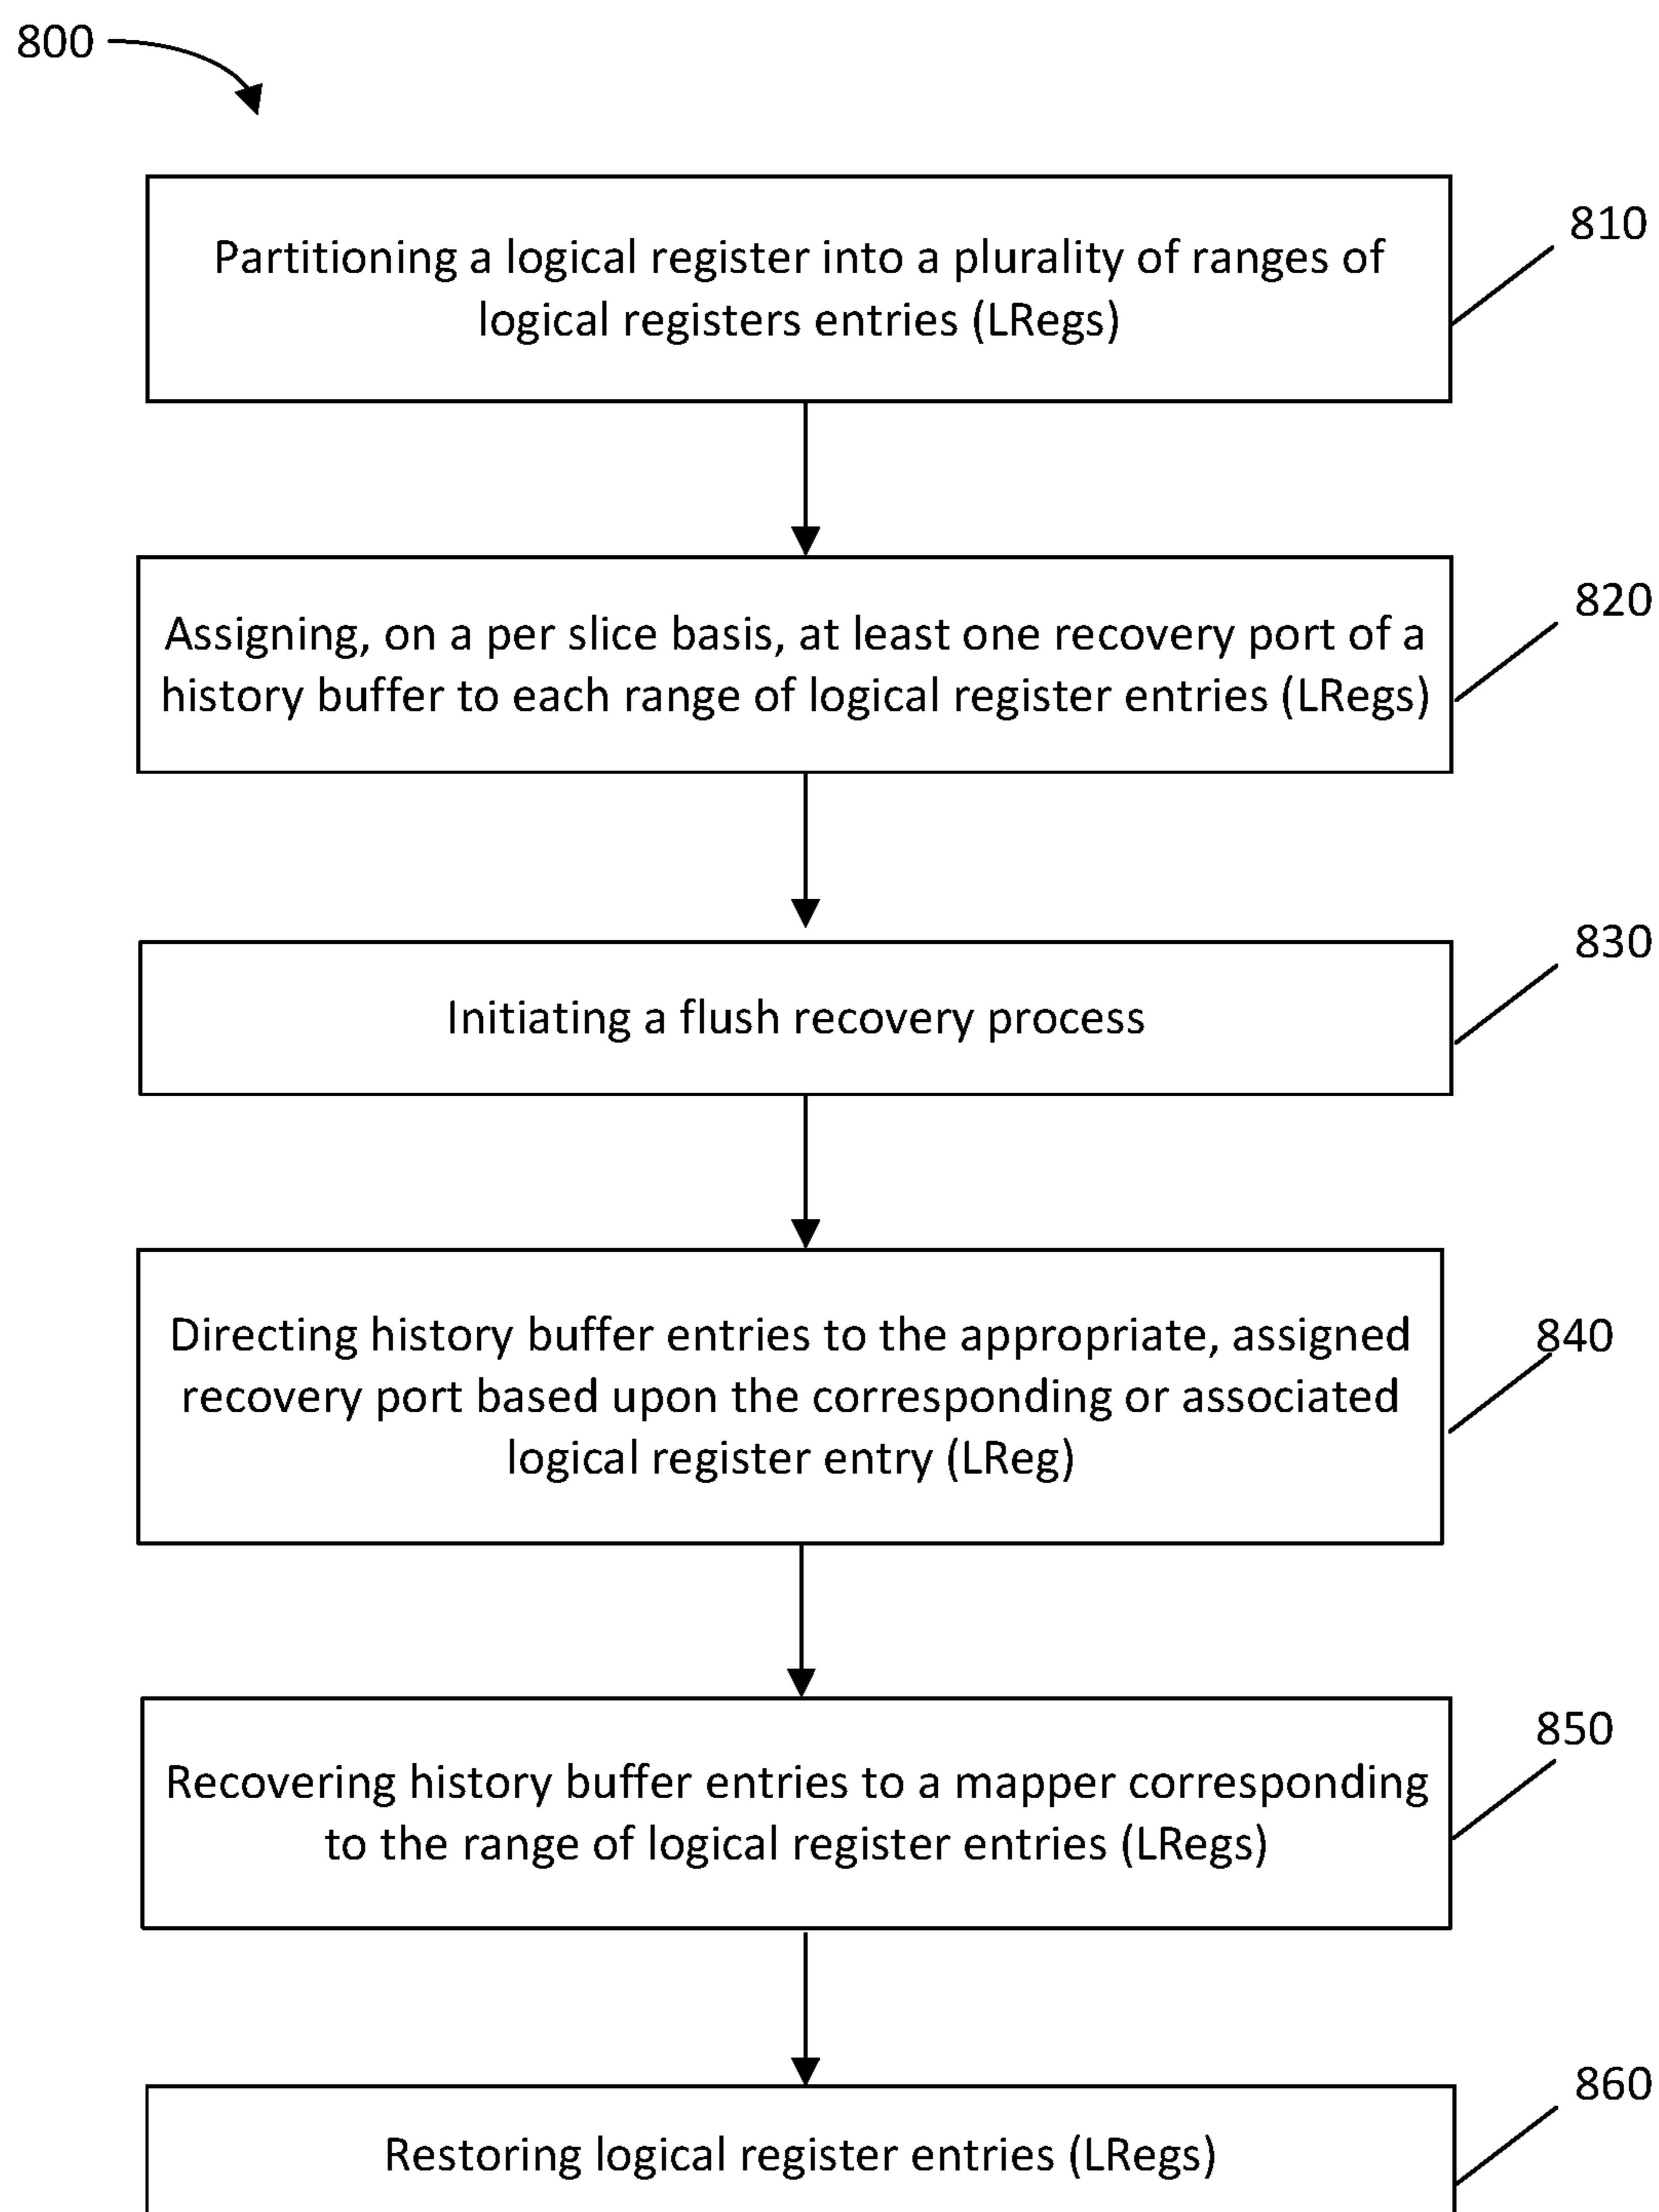 800
Partitioning a logical register into a plurality of ranges of
logical registers entries (LRegs)
810
Assigning, on a per slice basis, at least one recovery port of a
history buffer to each range of logical register entries (LRegs)
820
Initiating a flush recovery process
830
Directing history buffer entries to the appropriate, assigned
recovery port based upon the corresponding or associated
logical register entry (LReg)
840
Recovering history buffer entries to a mapper corresponding
to the range of logical register entries (LRegs)
850
Restoring logical register entries (LRegs)
860